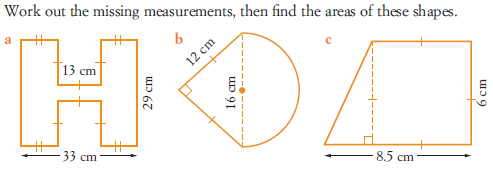 Work out the missing measurements, then find the areas of these shapes.
a
13 cm
29 cm
33 cm
b
12 cm
16 cm
c
6 cm
8.5 cm